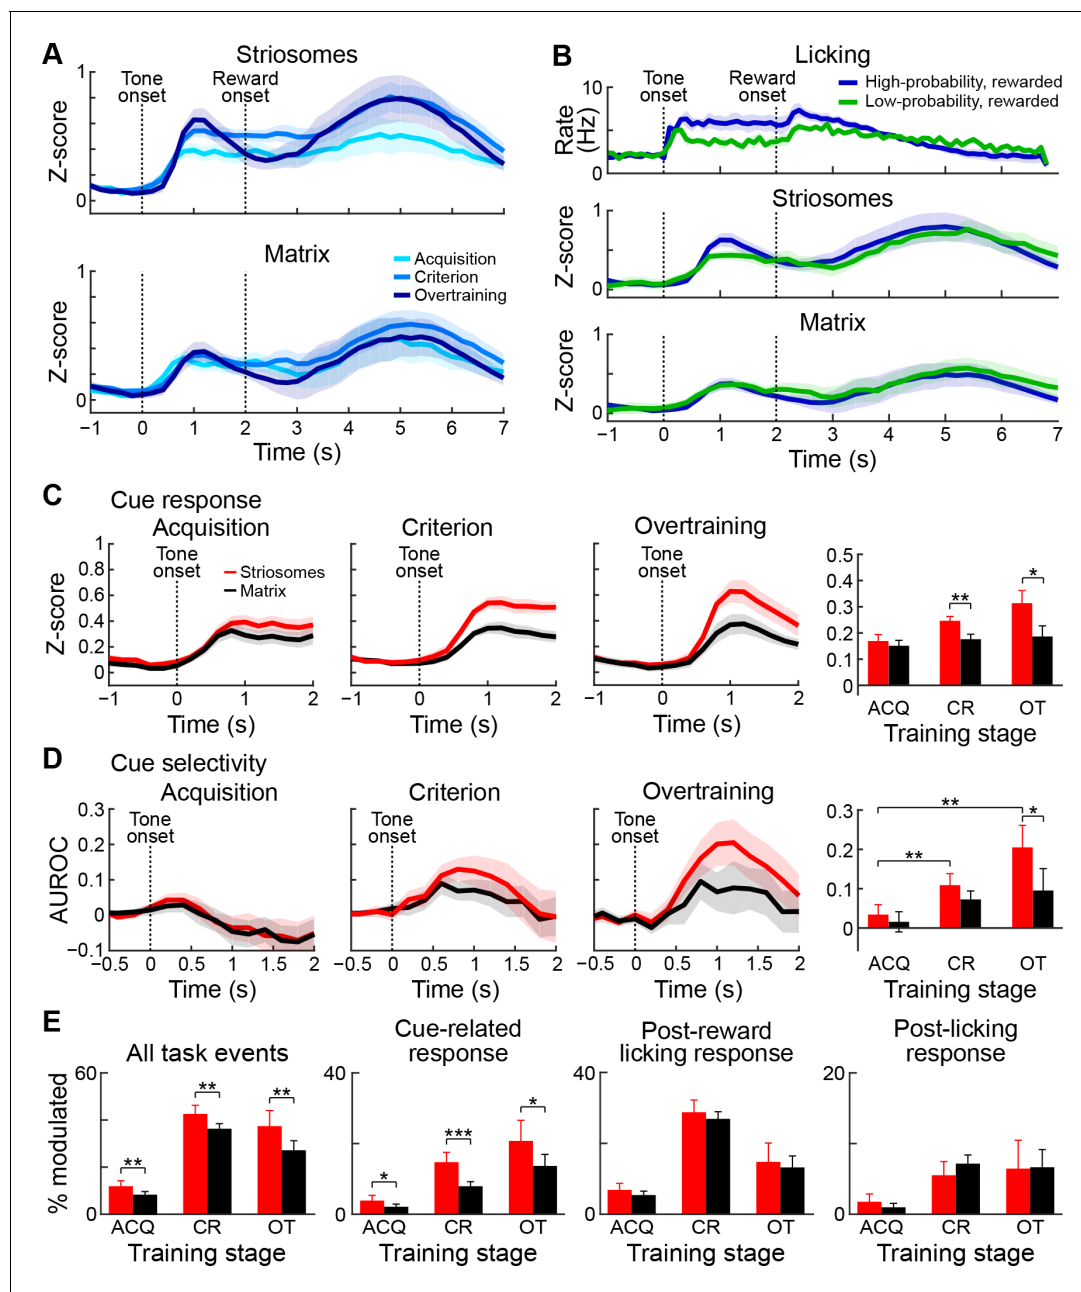 A
Striosomes
Tone
onset
Reward
onset
Z-score
1
0
Matrix
Acquisition
Criterion
Overtraining
Z-score
1
0
−1 0 1 2 3 4 5 6 7
Time (s)
B
Licking
Tone
onset
Reward
onset
High-probability, rewarded
Low-probability, rewarded
Rate
(Hz)
10
0
Striosomes
Z-score
1
0
Matrix
Z-score
1
0
−1 0 1 2 3 4 5 6 7
Time (s)
C
Cue response
Acquisition
Tone
onset
Striosomes
Matrix
Z-score
1
0.8
0.6
0.4
0.2
0
−1 0 1 2
Time (s)
Criterion
Tone
onset
−1 0 1 2
Time (s)
Overtraining
Tone
onset
−1 0 1 2
Time (s)
0.5
0.4
0.3
0.2
0.1
0
**
*
ACQ CR OT
Training stage
D
Cue selectivity
Acquisition
Tone
onset
AUROC
0.3
0.2
0.1
0
−0.1
−0.5 0 0.5 1 1.5 2
Time (s)
Criterion
Tone
onset
−0.5 0 0.5 1 1.5 2
Time (s)
Overtraining
Tone
onset
−0.5 0 0.5 1 1.5 2
Time (s)
0.3
0.2
0.1
0
**
**
*
ACQ CR OT
Training stage
E
All task events
% modulated
60
0
**
**
**
ACQ CR OT
Training stage
Cue-related
response
40
0
*
***
*
ACQ CR OT
Training stage
Post-reward
licking response
40
0
ACQ CR OT
Training stage
Post-licking
response
20
0
ACQ CR OT
Training stage